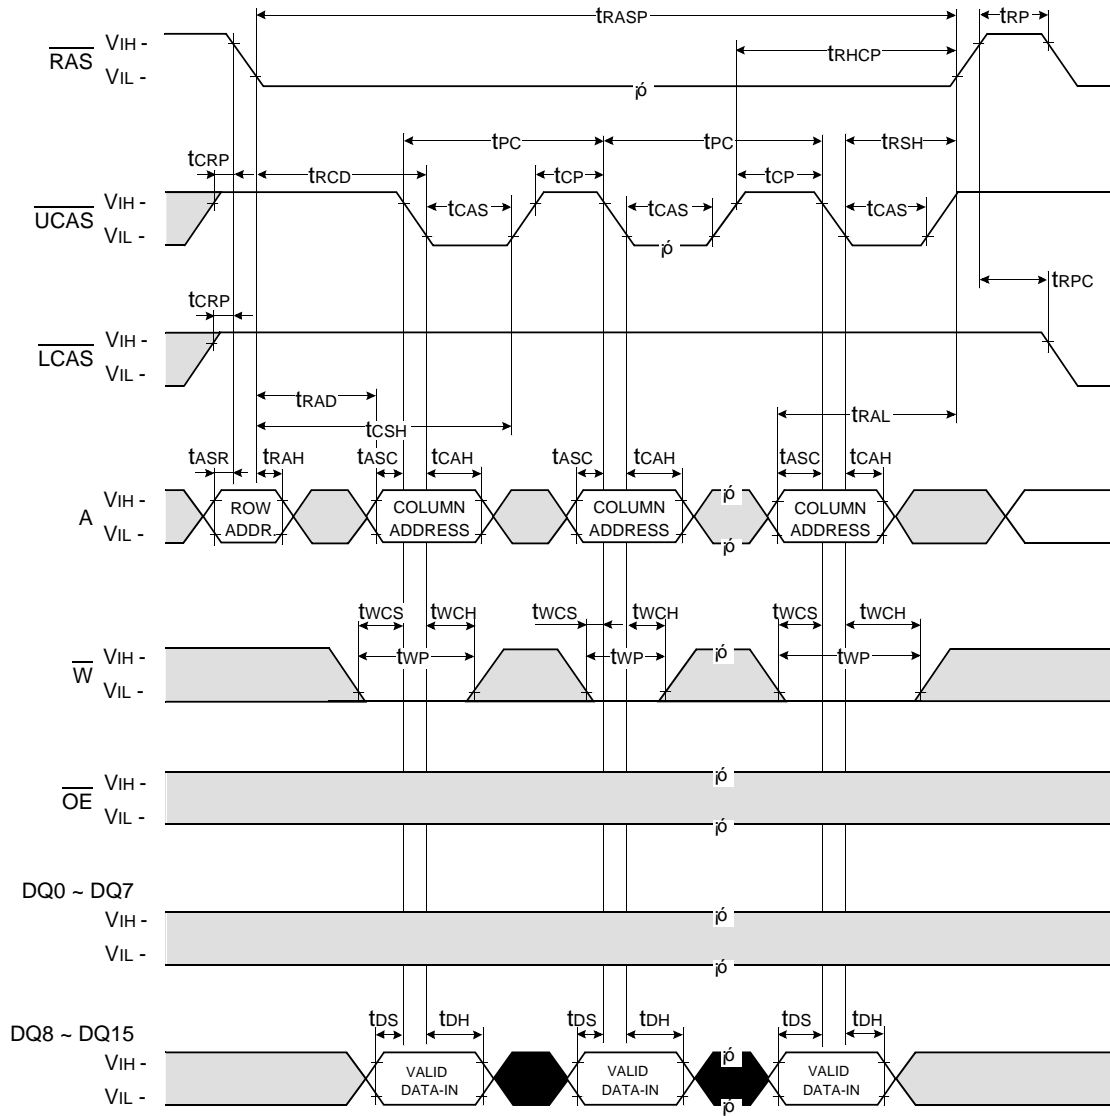 tRASP
tRP
VIH -
RAS
tRHCP
VIL -
¡ó
tPC
tPC
tRSH
tCRP
tRCD
tCP
tCP
VIH -
UCAS
tCAS
tCAS
tCAS
VIL -
¡ó
tRPC
tCRP
VIH -
LCAS
VIL -
tRAD
tCSH
tRAL
tASR
tRAH
tASC
tCAH
tASC
tCAH
tASC
tCAH
VIH -
A
VIL -
ROW
ADDR.
COLUMN
ADDRESS
COLUMN
ADDRESS
¡ó
¡ó
COLUMN
ADDRESS
tWCS
tWCH
tWCS
tWCH
tWCS
tWCH
VIH -
W
VIL -
tWP
tWP
¡ó
tWP
VIH -
OE
VIL -
¡ó
¡ó
DQ0 ~ DQ7
VIH -
VIL -
¡ó
¡ó
DQ8 ~ DQ15
tDS
tDH
tDS
tDH
tDS
tDH
VIH -
VIL -
VALID
DATA-IN
VALID
DATA-IN
¡ó
¡ó
VALID
DATA-IN